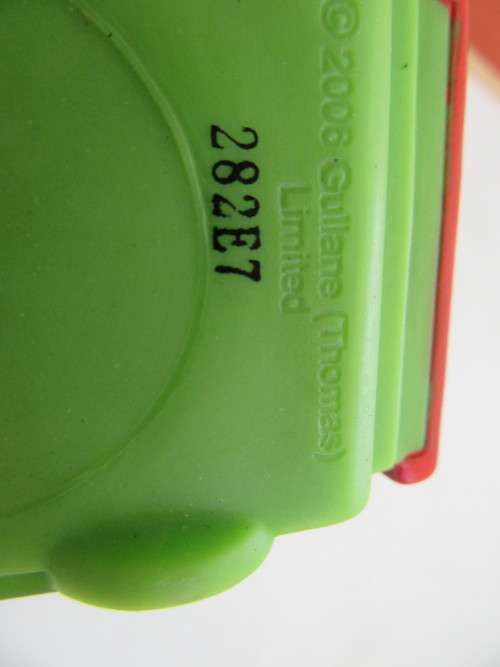 © 2006 Gullane (Thomas)
Limited
282E7